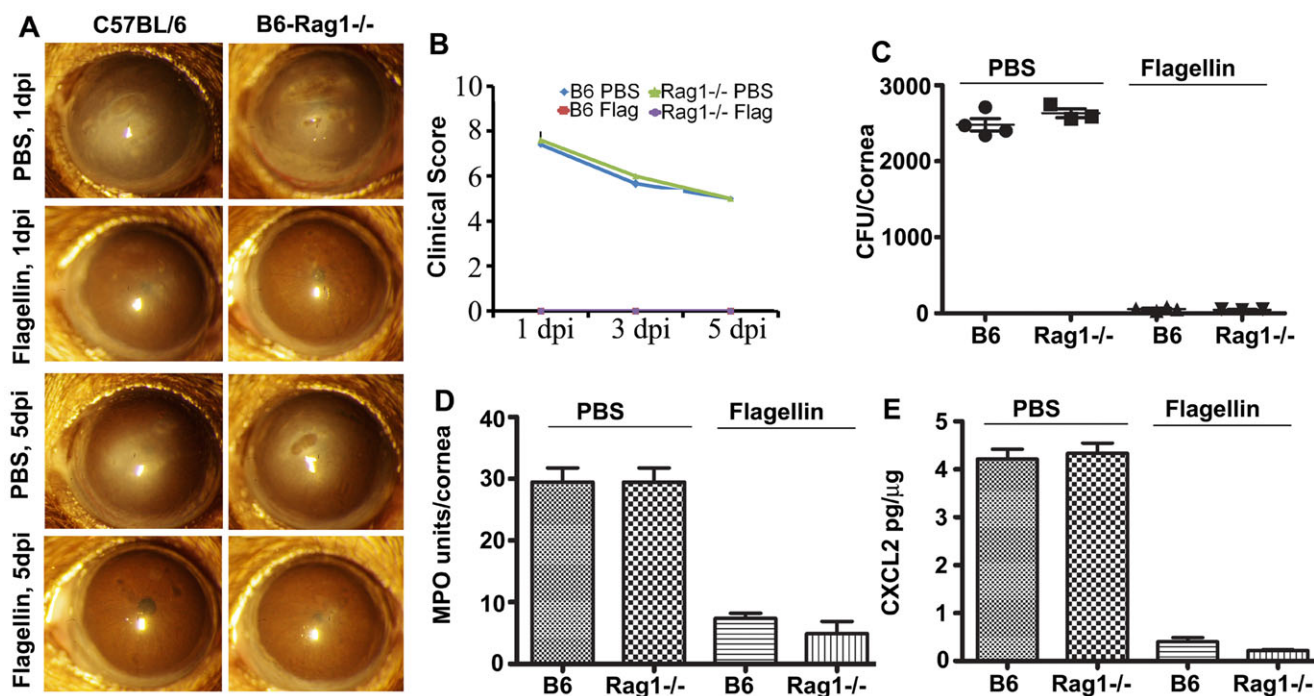 A
C57BL/6
B6-Rag1-/-
PBS, 1dpi
Flagellin, 1dpi
PBS, 5dpi
Flagellin, 5dpi
B
Clinical Score
10
8
6
4
2
0
B6 PBS
Rag1-/- PBS
B6 Flag
Rag1-/- Flag
1 dpi
3 dpi
5 dpi
C
PBS
Flagellin
CFU/Cornea
3000
2000
1000
0
B6
Rag1-/-
B6
Rag1-/-
D
PBS
Flagellin
MPO units/cornea
40
30
20
10
0
B6
Rag1-/-
B6
Rag1-/-
E
PBS
Flagellin
CXCL2 pg/μg
5
4
3
2
1
0
B6
Rag1-/-
B6
Rag1-/-